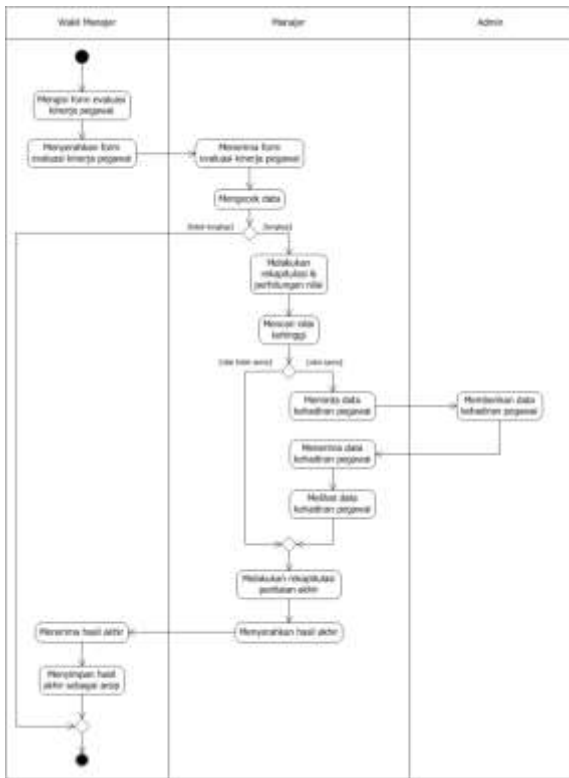 Wakil Manajer
Manajer
Admin
Mengisi form evaluasi
kinerja pegawai
Menyerahkan form
evaluasi kinerja pegawai
Menerima form
evaluasi kinerja pegawai
Mengecek data
[tidak lengkap]
[lengkap]
Melakukan
rekapitulasi &
perhitungan nilai
Mencari nilai
tertinggi
[nilai tidak sama]
[nilai sama]
Meminta data
kehadiran pegawai
Memberikan data
kehadiran pegawai
Menerima data
kehadiran pegawai
Melihat data
kehadiran pegawai
Melakukan rekapitulasi
penilaian akhir
Menyerahkan hasil akhir
Menerima hasil akhir
Menyimpan hasil
akhir sebagai arsip